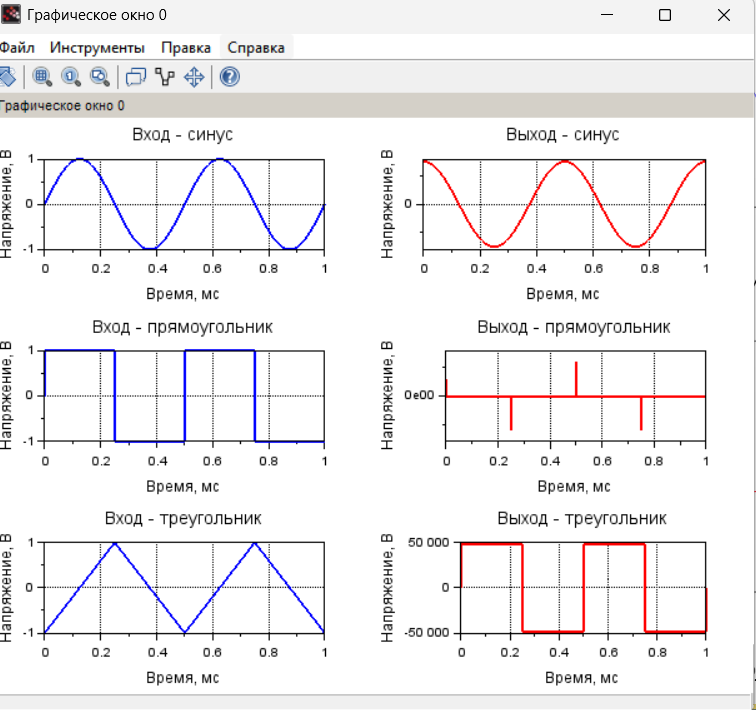 Графическое окно 0
Файл Инструменты Правка Справка
Графическое окно 0
Вход - синус
Напряжение, В
1
0
-1
0 0.2 0.4 0.6 0.8 1
Время, мс
Выход - синус
Напряжение, В
0
0 0.2 0.4 0.6 0.8 1
Время, мс
Вход - прямоугольник
Напряжение, В
1
0
-1
0 0.2 0.4 0.6 0.8 1
Время, мс
Выход - прямоугольник
Напряжение, В
0e00
0 0.2 0.4 0.6 0.8 1
Время, мс
Вход - треугольник
Напряжение, В
1
0
-1
0 0.2 0.4 0.6 0.8 1
Время, мс
Выход - треугольник
Напряжение, В
50 000
0
-50 000
0 0.2 0.4 0.6 0.8 1
Время, мс